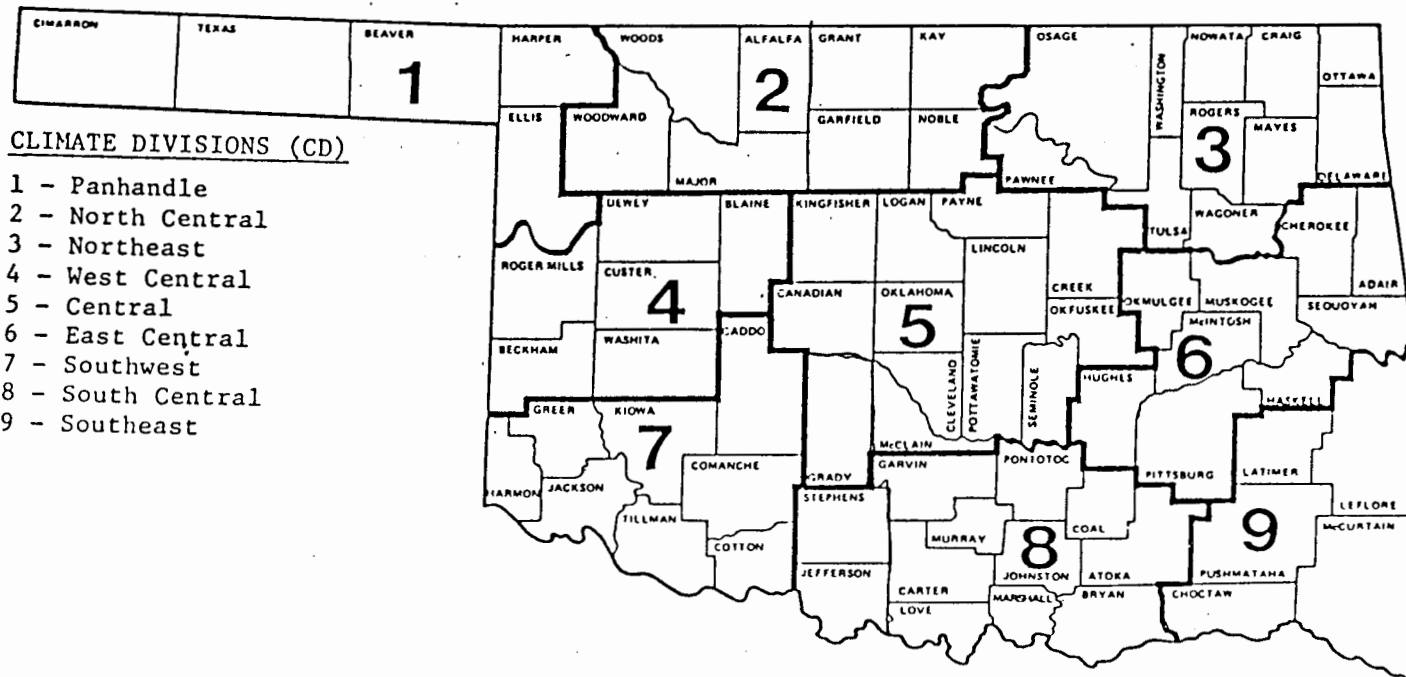 CIMARRON
TEXAS
BEAVER
1
HARPER
WOODS
ALFALFA
2
GRANT
KAY
OSAGE
WASHINGTON
NOWATA
CRAIG
OTTAWA
ELLIS
WOODWARD
GARFIELD
NOBLE
ROGERS
3
MAYES
MAJOR
PAWNEE
DELAWARE
CLIMATE DIVISIONS (CD)
1 - Panhandle
2 - North Central
3 - Northeast
4 - West Central
5 - Central
6 - East Central
7 - Southwest
8 - South Central
9 - Southeast
DEWEY
BLAINE
KINGFISHER
LOGAN
PAYNE
TULSA
WAGONER
CHEROKEE
LINCOLN
ROGER MILLS
CUSTER
4
CANADIAN
OKLAHOMA
5
CREEK
OKMULGEE
MUSKOGEE
SEQUOYAH
ADAIR
OKFUSKEE
McINTOSH
6
BECKHAM
WASHITA
CADDO
CLEVELAND
POTTAWATOMIE
SEMINOLE
HUGHES
HASKELL
GREER
KIOWA
7
McCLAIN
GARVIN
PONTOTOC
HARMON
JACKSON
COMANCHE
GRADY
PITTSBURG
LATIMER
STEPHENS
LEFLORE
TILLMAN
COTTON
MURRAY
8
COAL
9
McCURTAIN
JEFFERSON
CARTER
JOHNSTON
ATOKA
PUSHMATAHA
LOVE
MARSHALL
BRYAN
CHOCTAW